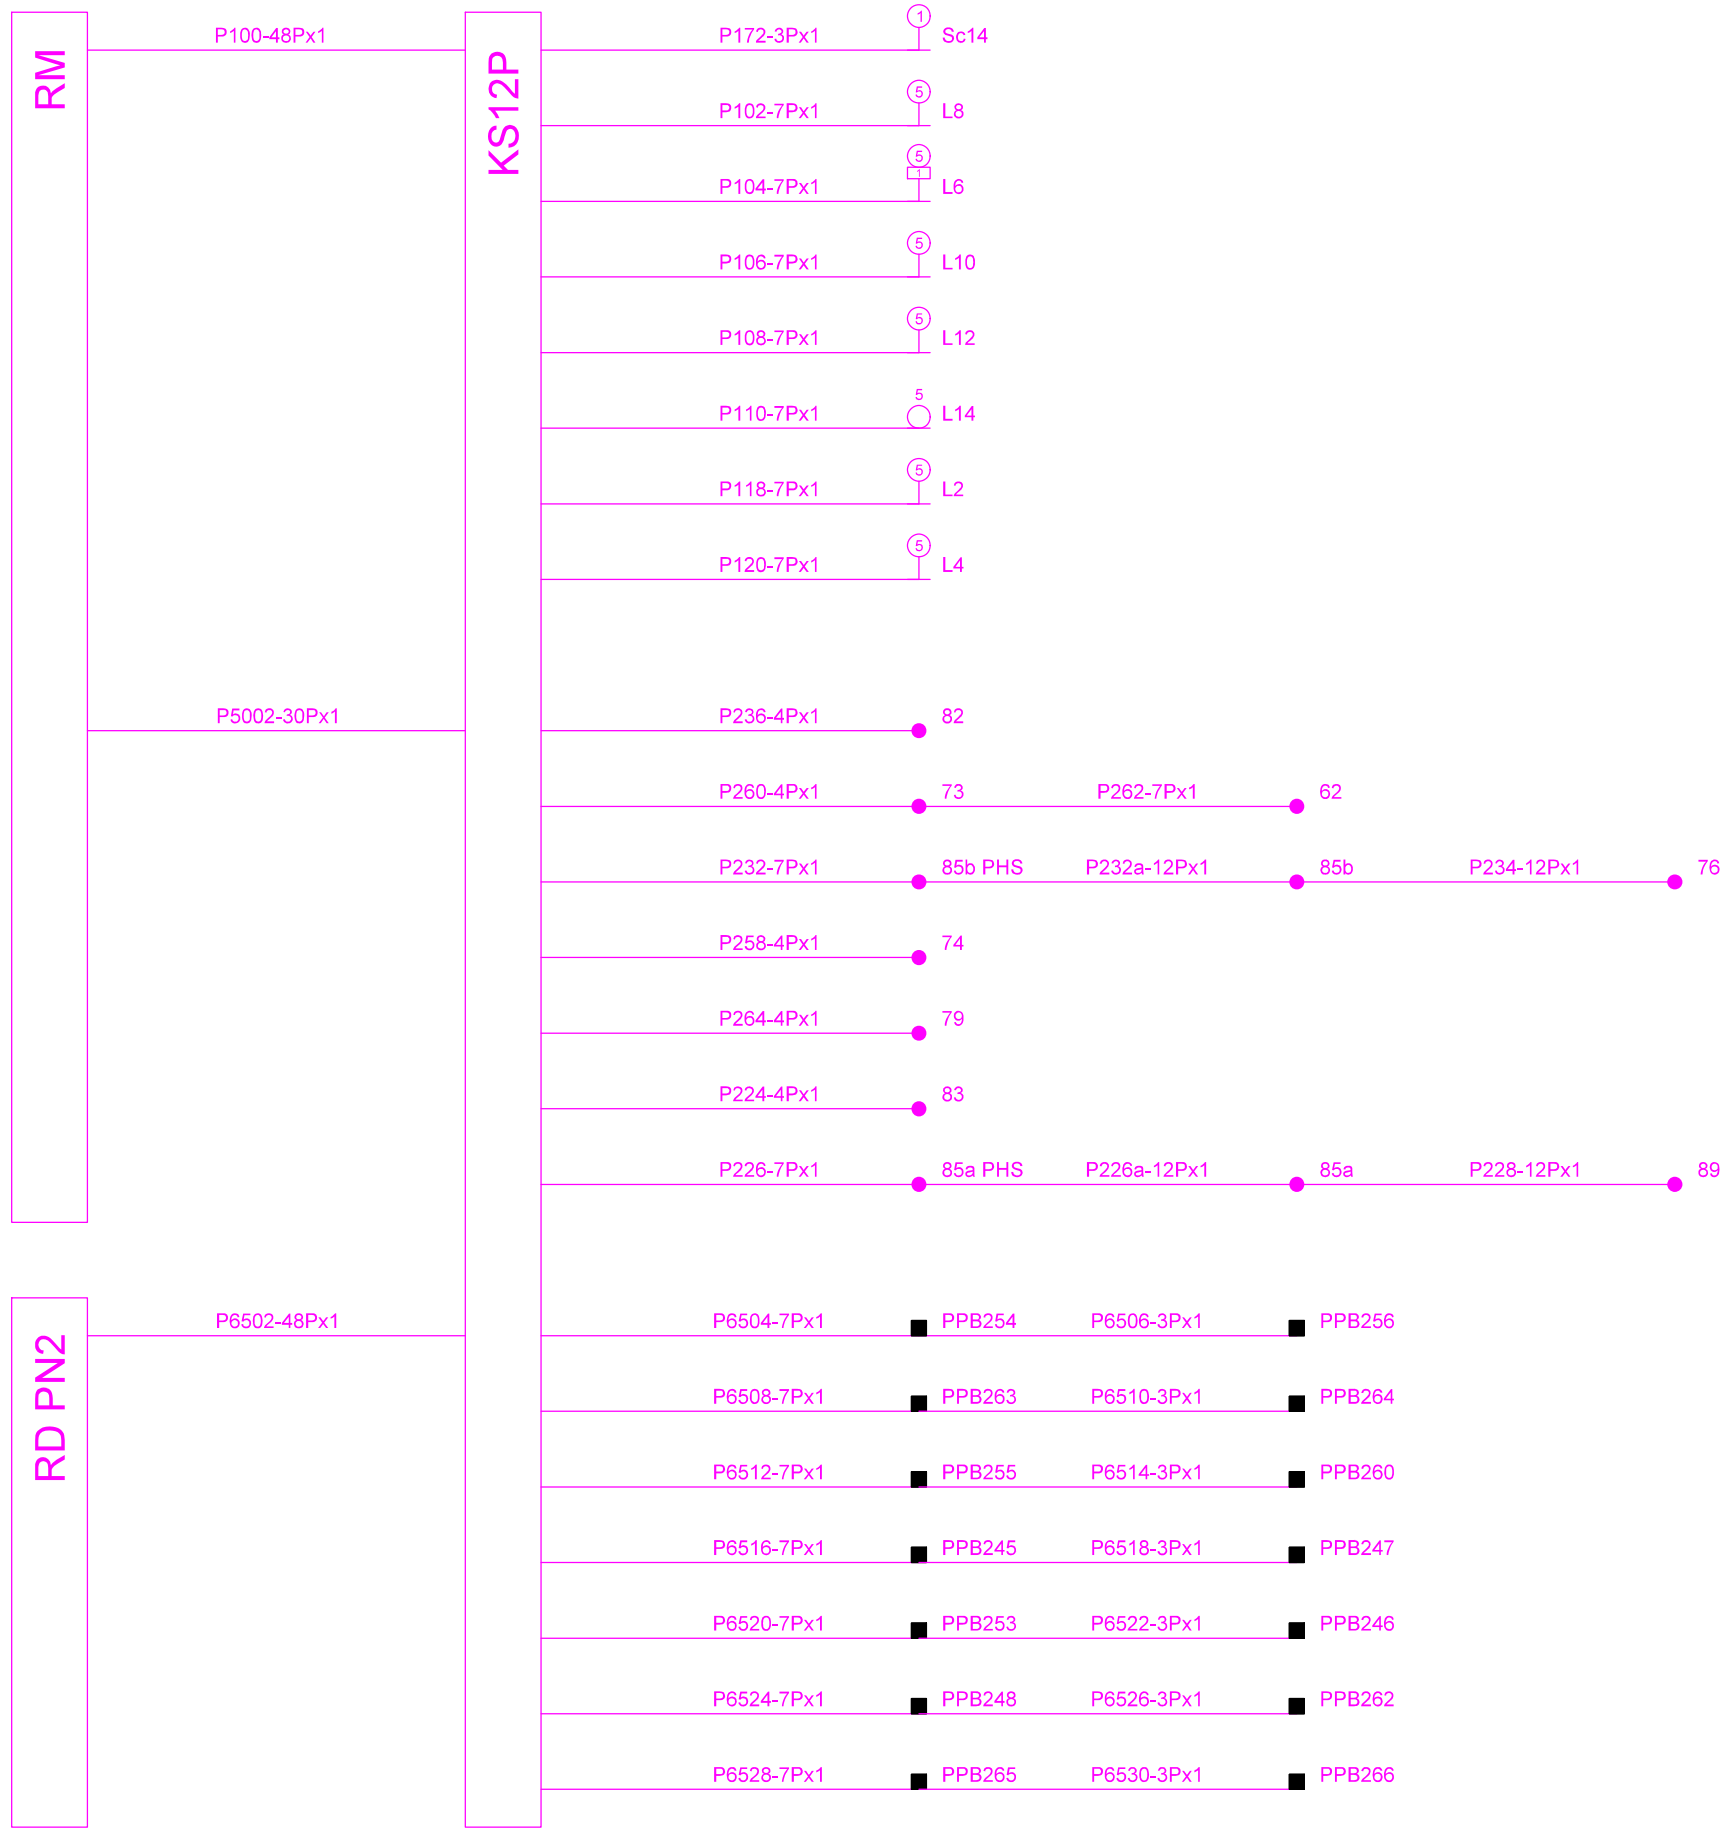 RM
P100-48Px1
KS12P
P172-3Px1
1
Sc14
P102-7Px1
5
L8
P104-7Px1
5
1
L6
P106-7Px1
5
L10
P108-7Px1
5
L12
P110-7Px1
5
L14
P118-7Px1
5
L2
P120-7Px1
5
L4
P5002-30Px1
P236-4Px1 82
P260-4Px1 73 P262-7Px1 62
P232-7Px1 85b PHS P232a-12Px1 85b P234-12Px1 76
P258-4Px1 74
P264-4Px1 79
P224-4Px1 83
P226-7Px1 85a PHS P226a-12Px1 85a P228-12Px1 89
RD PN2
P6502-48Px1
P6504-7Px1 PPB254 P6506-3Px1 PPB256
P6508-7Px1 PPB263 P6510-3Px1 PPB264
P6512-7Px1 PPB255 P6514-3Px1 PPB260
P6516-7Px1 PPB245 P6518-3Px1 PPB247
P6520-7Px1 PPB253 P6522-3Px1 PPB246
P6524-7Px1 PPB248 P6526-3Px1 PPB262
P6528-7Px1 PPB265 P6530-3Px1 PPB266